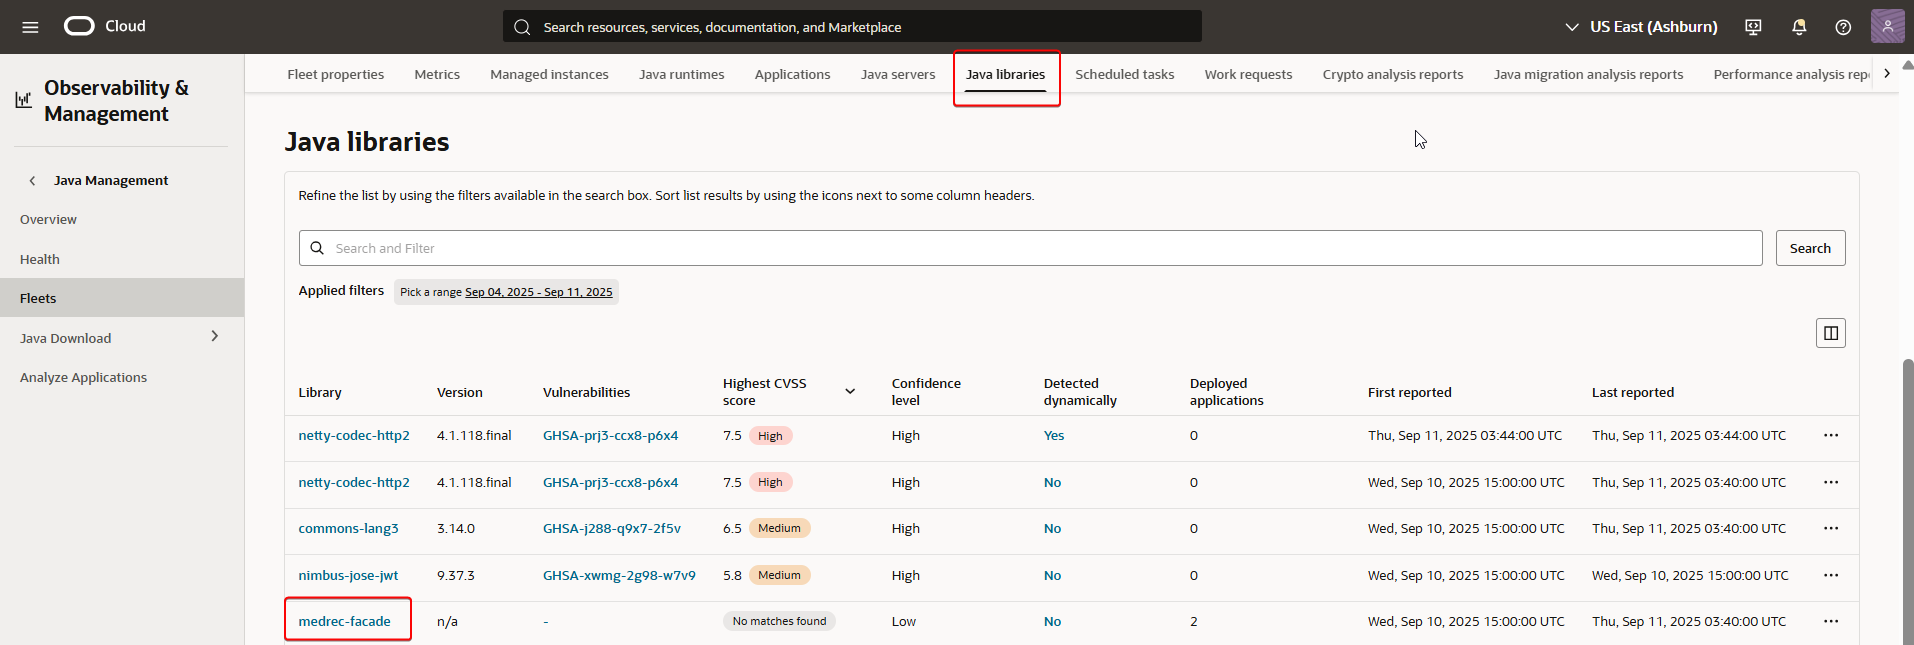 Cloud
Search resources, services, documentation, and Marketplace
US East (Ashburn)
Observability &
Management
Java Management
Overview
Health
Fleets
Java Download
Analyze Applications
Fleet properties Metrics Managed instances Java runtimes Applications Java servers Java libraries Scheduled tasks Work requests Crypto analysis reports Java migration analysis reports Performance analysis rep
Java libraries
Refine the list by using the filters available in the search box. Sort list results by using the icons next to some column headers.
Search and Filter Search
Applied filters Pick a range Sep 04, 2025 - Sep 11, 2025
Library Version Vulnerabilities Highest CVSS score Confidence level Detected dynamically Deployed applications First reported Last reported
netty-codec-http2 4.1.118.final GHSA-prj3-ccx8-p6x4 7.5 High High Yes 0 Thu, Sep 11, 2025 03:44:00 UTC Thu, Sep 11, 2025 03:44:00 UTC
netty-codec-http2 4.1.118.final GHSA-prj3-ccx8-p6x4 7.5 High High No 0 Wed, Sep 10, 2025 15:00:00 UTC Thu, Sep 11, 2025 03:40:00 UTC
commons-lang3 3.14.0 GHSA-j288-q9x7-2f5v 6.5 Medium High No 0 Wed, Sep 10, 2025 15:00:00 UTC Thu, Sep 11, 2025 03:40:00 UTC
nimbus-jose-jwt 9.37.3 GHSA-xwmg-2g98-w7v9 5.8 Medium High No 0 Wed, Sep 10, 2025 15:00:00 UTC Wed, Sep 10, 2025 15:00:00 UTC
medrec-facade n/a - No matches found Low No 2 Wed, Sep 10, 2025 15:00:00 UTC Thu, Sep 11, 2025 03:40:00 UTC